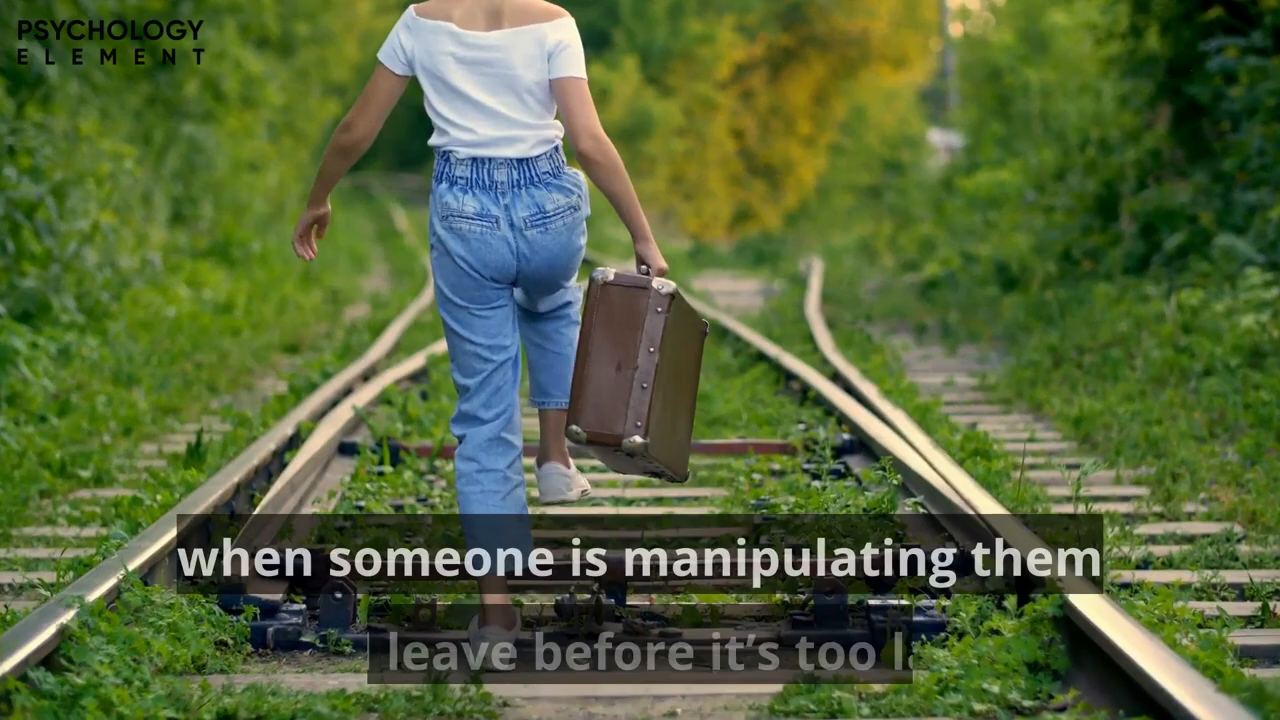 PSYCHOLOGY
ELEMENT
when someone is manipulating them
leave before it’s too